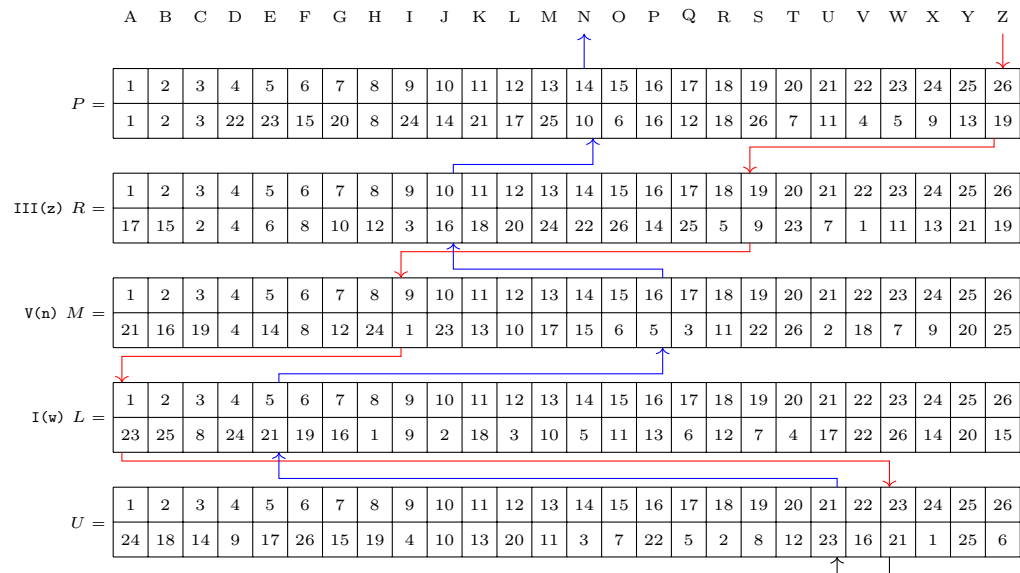 A B C D E F G H I J K L M N O P Q R S T U V W X Y Z
1 2 3 4 5 6 7 8 9 10 11 12 13 14 15 16 17 18 19 20 21 22 23 24 25 26
P =
1 2 3 22 23 15 20 8 24 14 21 17 25 10 6 16 12 18 26 7 11 4 5 9 13 19
1 2 3 4 5 6 7 8 9 10 11 12 13 14 15 16 17 18 19 20 21 22 23 24 25 26
III(z) R =
17 15 2 4 6 8 10 12 3 16 18 20 24 22 26 14 25 5 9 23 7 1 11 13 21 19
1 2 3 4 5 6 7 8 9 10 11 12 13 14 15 16 17 18 19 20 21 22 23 24 25 26
V(n) M =
21 16 19 4 14 8 12 24 1 23 13 10 17 15 6 5 3 11 22 26 2 18 7 9 20 25
1 2 3 4 5 6 7 8 9 10 11 12 13 14 15 16 17 18 19 20 21 22 23 24 25 26
I(w) L =
23 25 8 24 21 19 16 1 9 2 18 3 10 5 11 13 6 12 7 4 17 22 26 14 20 15
1 2 3 4 5 6 7 8 9 10 11 12 13 14 15 16 17 18 19 20 21 22 23 24 25 26
U =
24 18 14 9 17 26 15 19 4 10 13 20 11 3 7 22 5 2 8 12 23 16 21 1 25 6